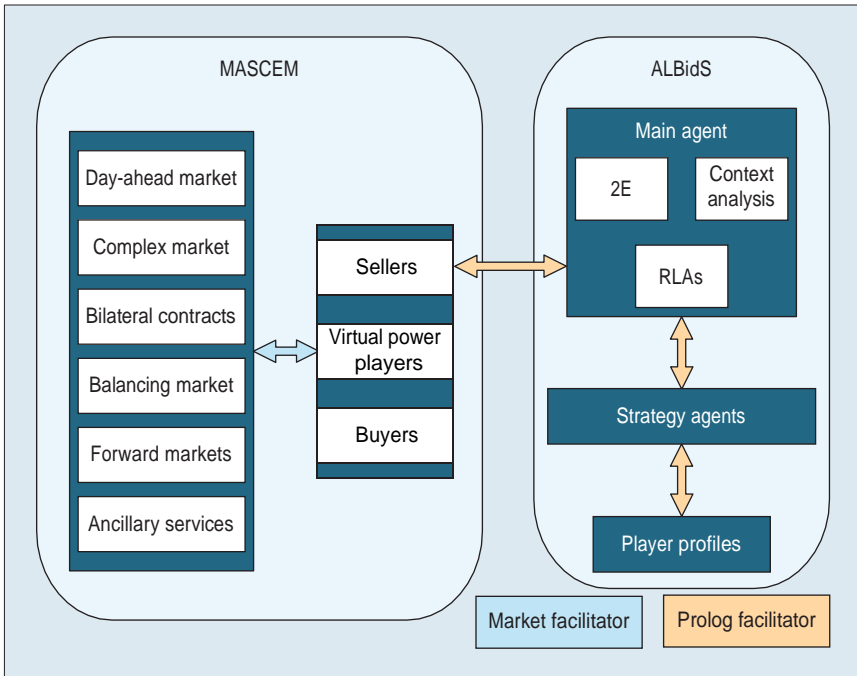 MASCEM
Day-ahead market
Complex market
Bilateral contracts
Balancing market
Forward markets
Ancillary services
Sellers
Virtual power
players
Buyers
ALBidS
Main agent
2E
Context
analysis
RLAs
Strategy agents
Player profiles
Market facilitator
Prolog facilitator